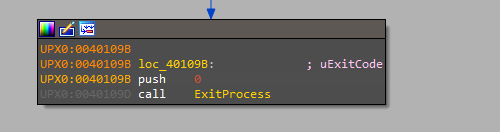 UPX0:0040109B
UPX0:0040109B loc_40109B: ; uExitCode
UPX0:0040109B push 0
UPX0:0040109D call ExitProcess